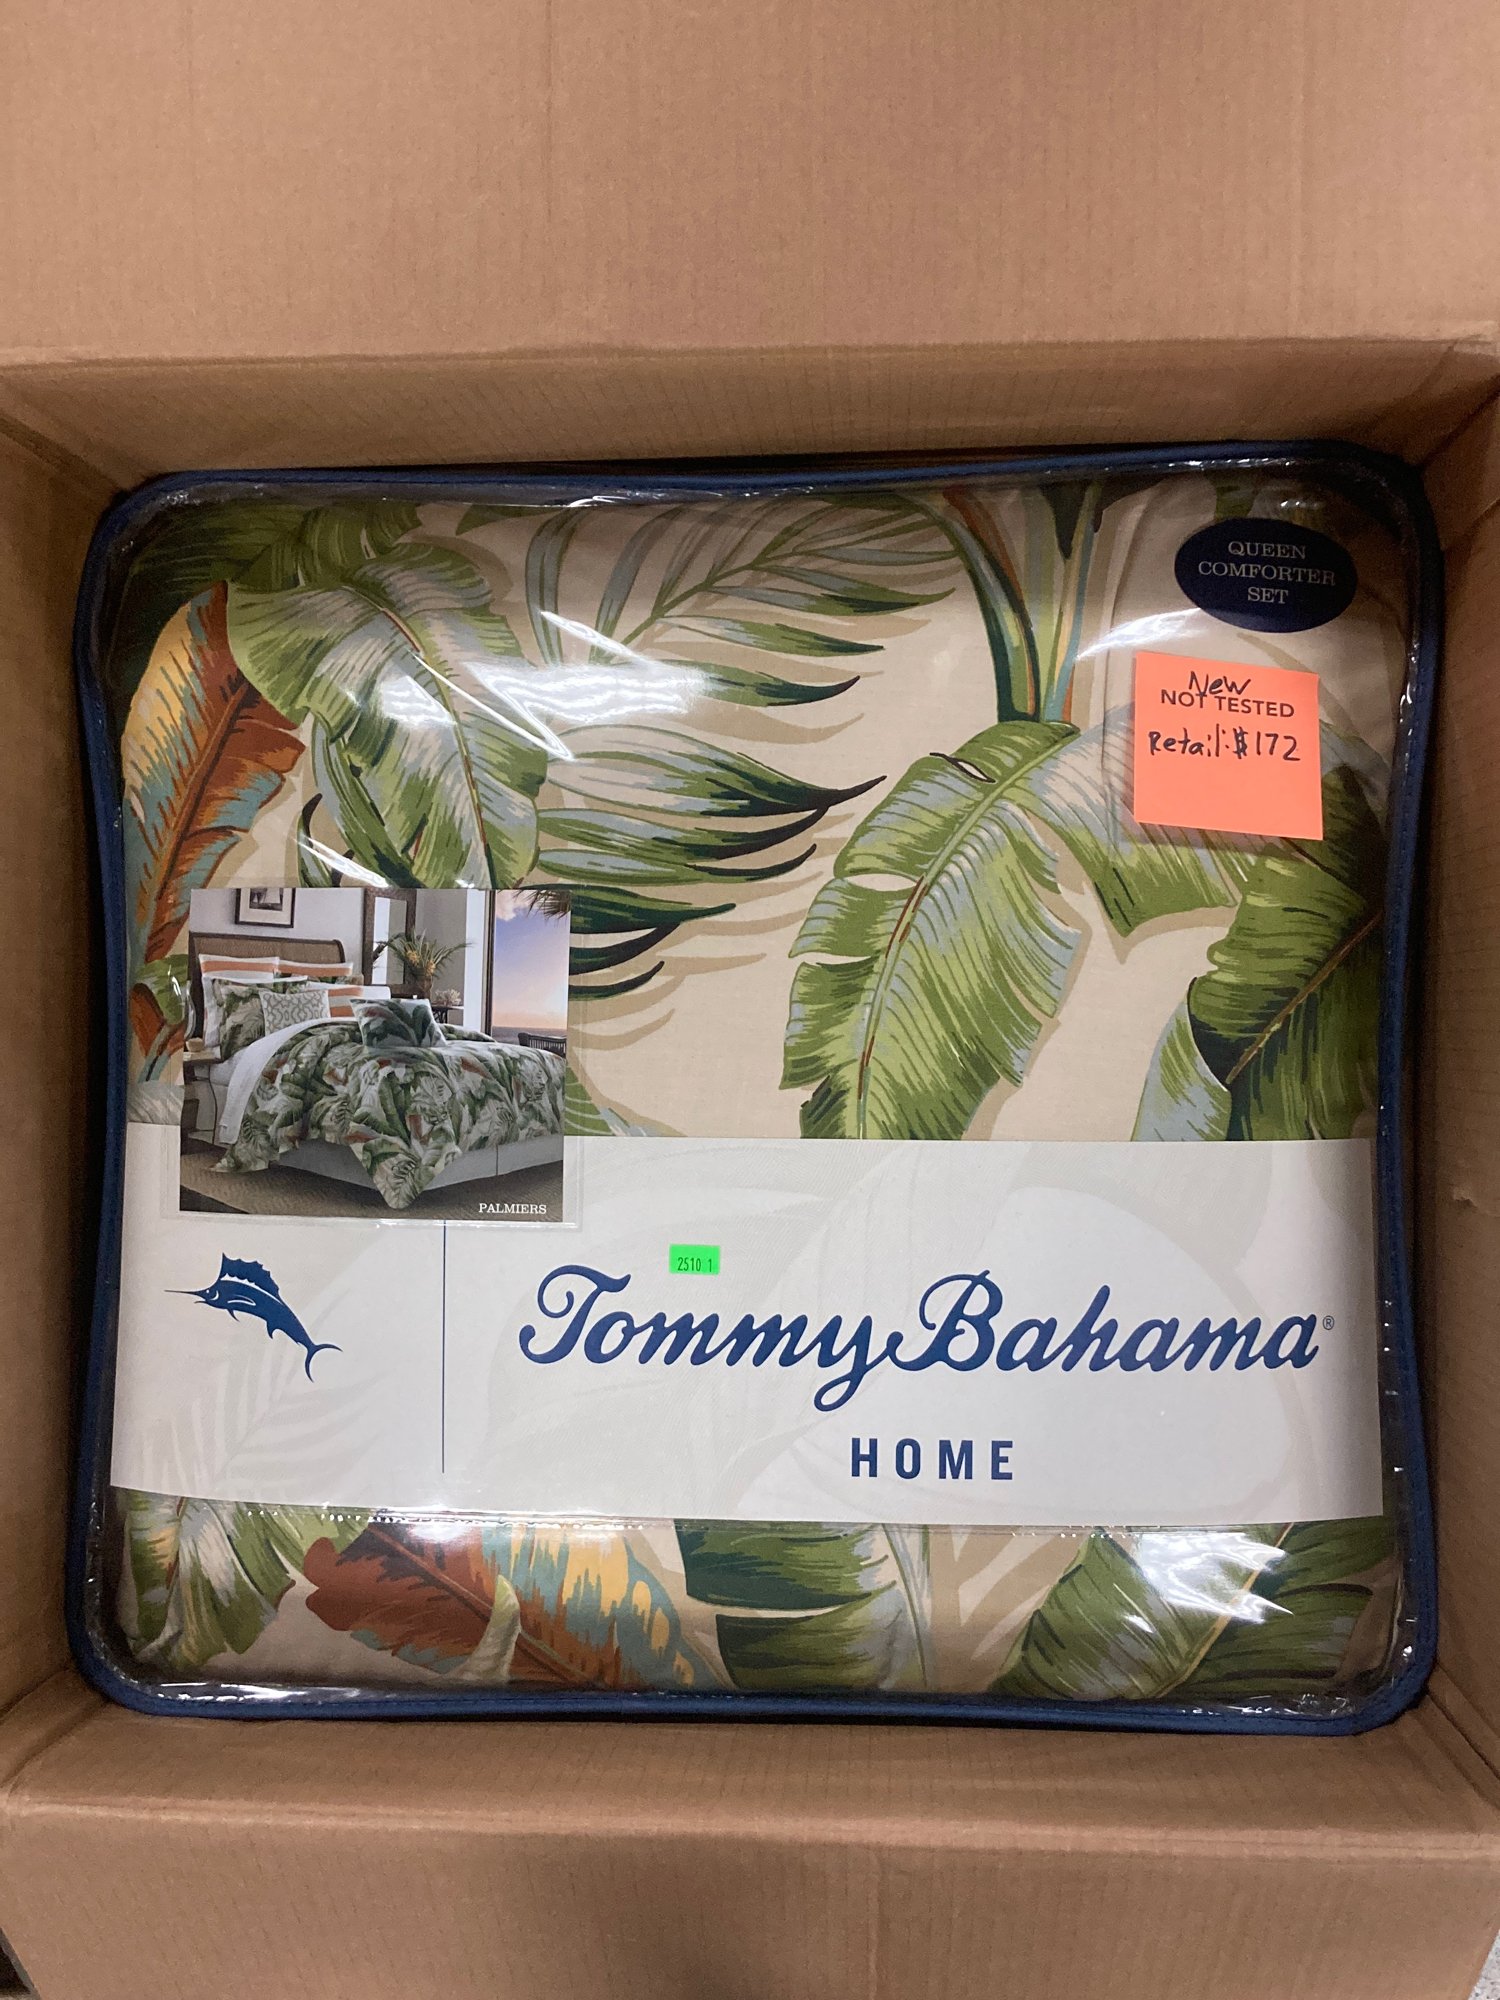 QUEEN
COMFORTER
SET
New
NOT TESTED
Retail: $172
PALMIERS
2510 1
Tommy Bahama®
HOME